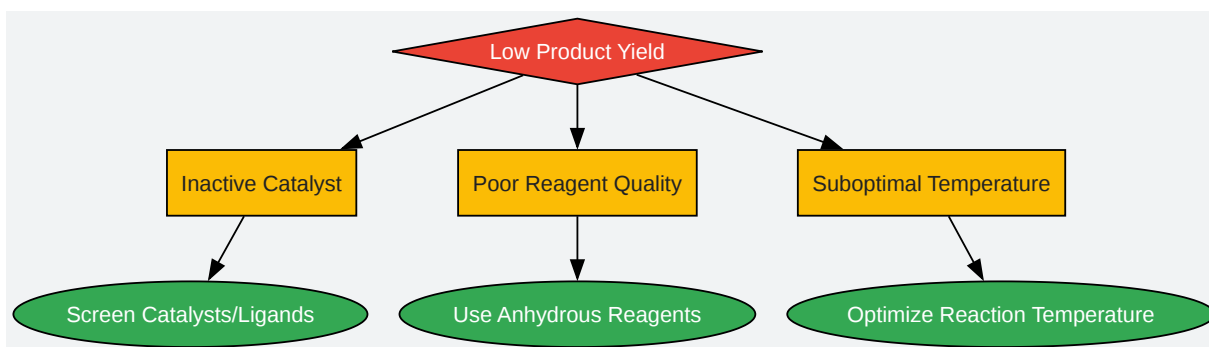 Low Product Yield
Inactive Catalyst
Poor Reagent Quality
Suboptimal Temperature
Screen Catalysts/Ligands
Use Anhydrous Reagents
Optimize Reaction Temperature